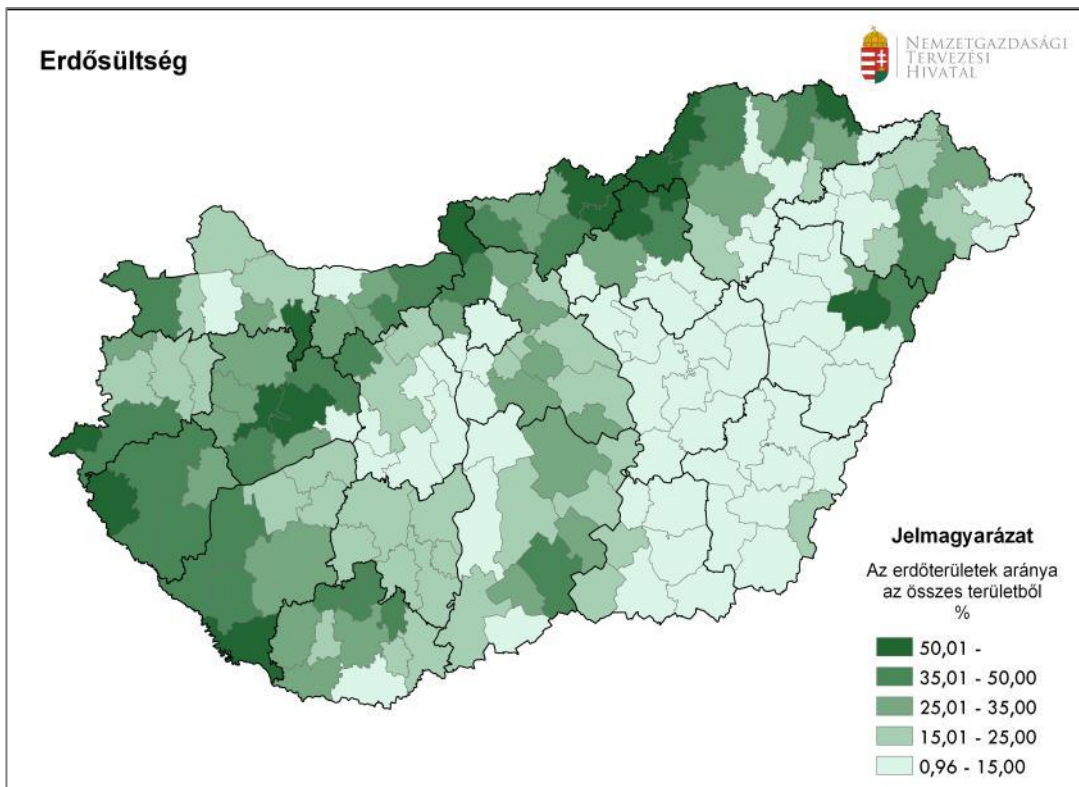 Erdősültség
NEMZETGAZDASÁGI
TERVEZÉSI
HIVATAL
Jelmagyarázat
Az erdőterületek aránya
az összes területből
%
50,01 -
35,01 - 50,00
25,01 - 35,00
15,01 - 25,00
0,96 - 15,00